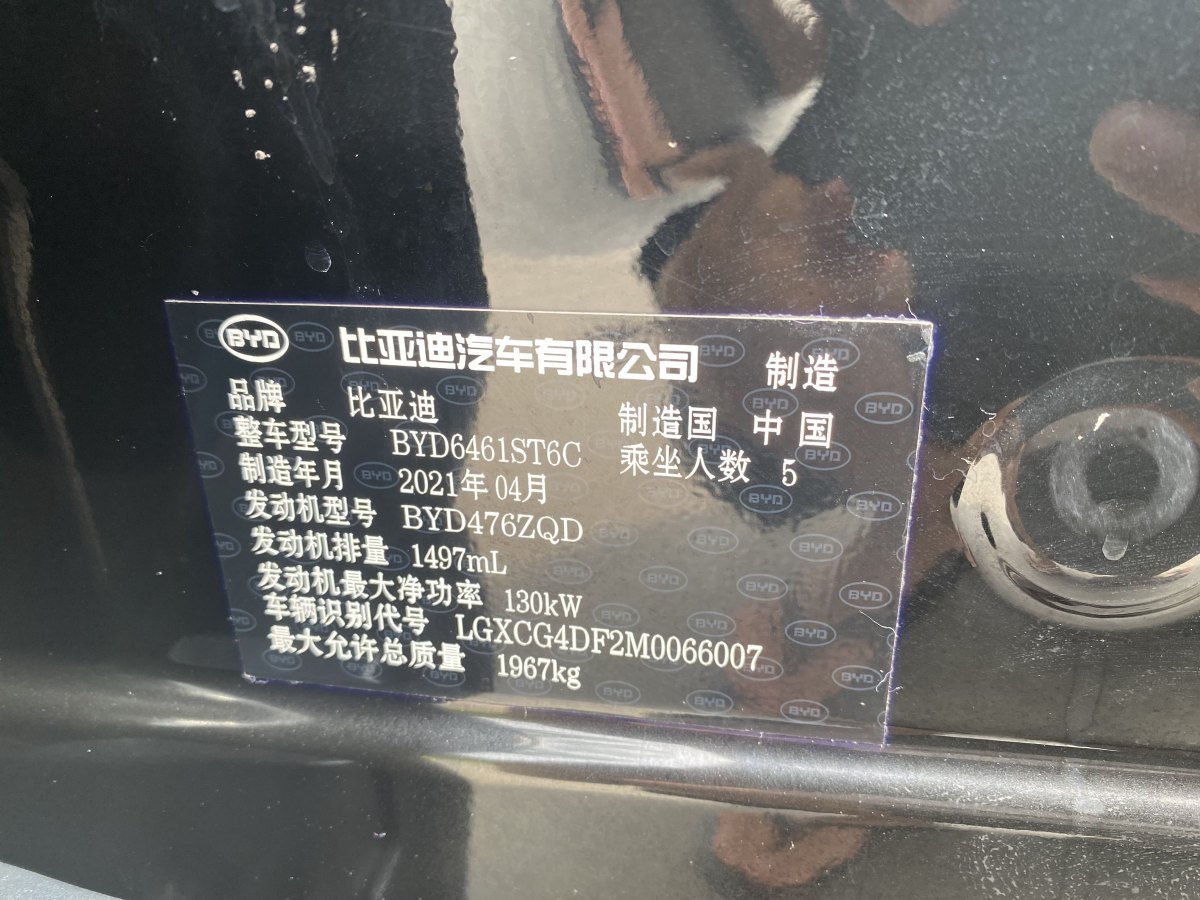 BYD 比亚迪汽车有限公司 制造
品牌 比亚迪 制造国 中国
整车型号 BYD6461ST6C 乘坐人数 5
制造年月 2021年04月
发动机型号 BYD476ZQD
发动机排量 1497mL
发动机最大净功率 130kW
车辆识别代号 LGXCG4DF2M0066007
最大允许总质量 1967kg